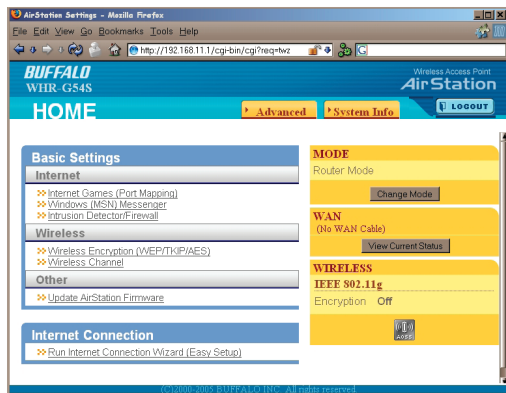 AirStation Settings - Mozilla Firefox
File Edit View Go Bookmarks Tools Help
http://192.168.11.1/cgi-bin/cgi?req=twz
G
BUFFALO
WHR-G54S
Wireless Access Point
AirStation
HOME
Advanced
System Info
LOGOUT
Basic Settings
Internet
Internet Games (Port Mapping)
Windows (MSN) Messenger
Intrusion Detector/Firewall
Wireless
Wireless Encryption (WEP/TKIP/AES)
Wireless Channel
Other
Update AirStation Firmware
Internet Connection
Run Internet Connection Wizard (Easy Setup)
MODE
Router Mode
Change Mode
WAN
(No WAN Cable)
View Current Status
WIRELESS
IEEE 802.11g
Encryption Off
AOSS
(C)2000-2005 BUFFALO INC. All rights reserved.